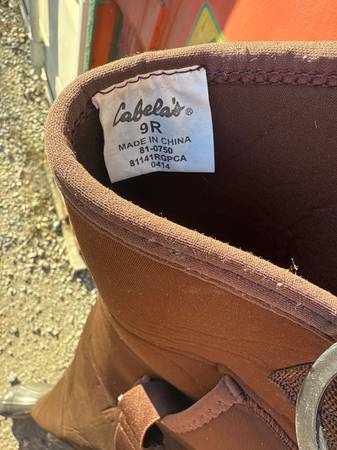 Cabela's®
9R
MADE IN CHINA
81-0750
81141RGPCA
0414